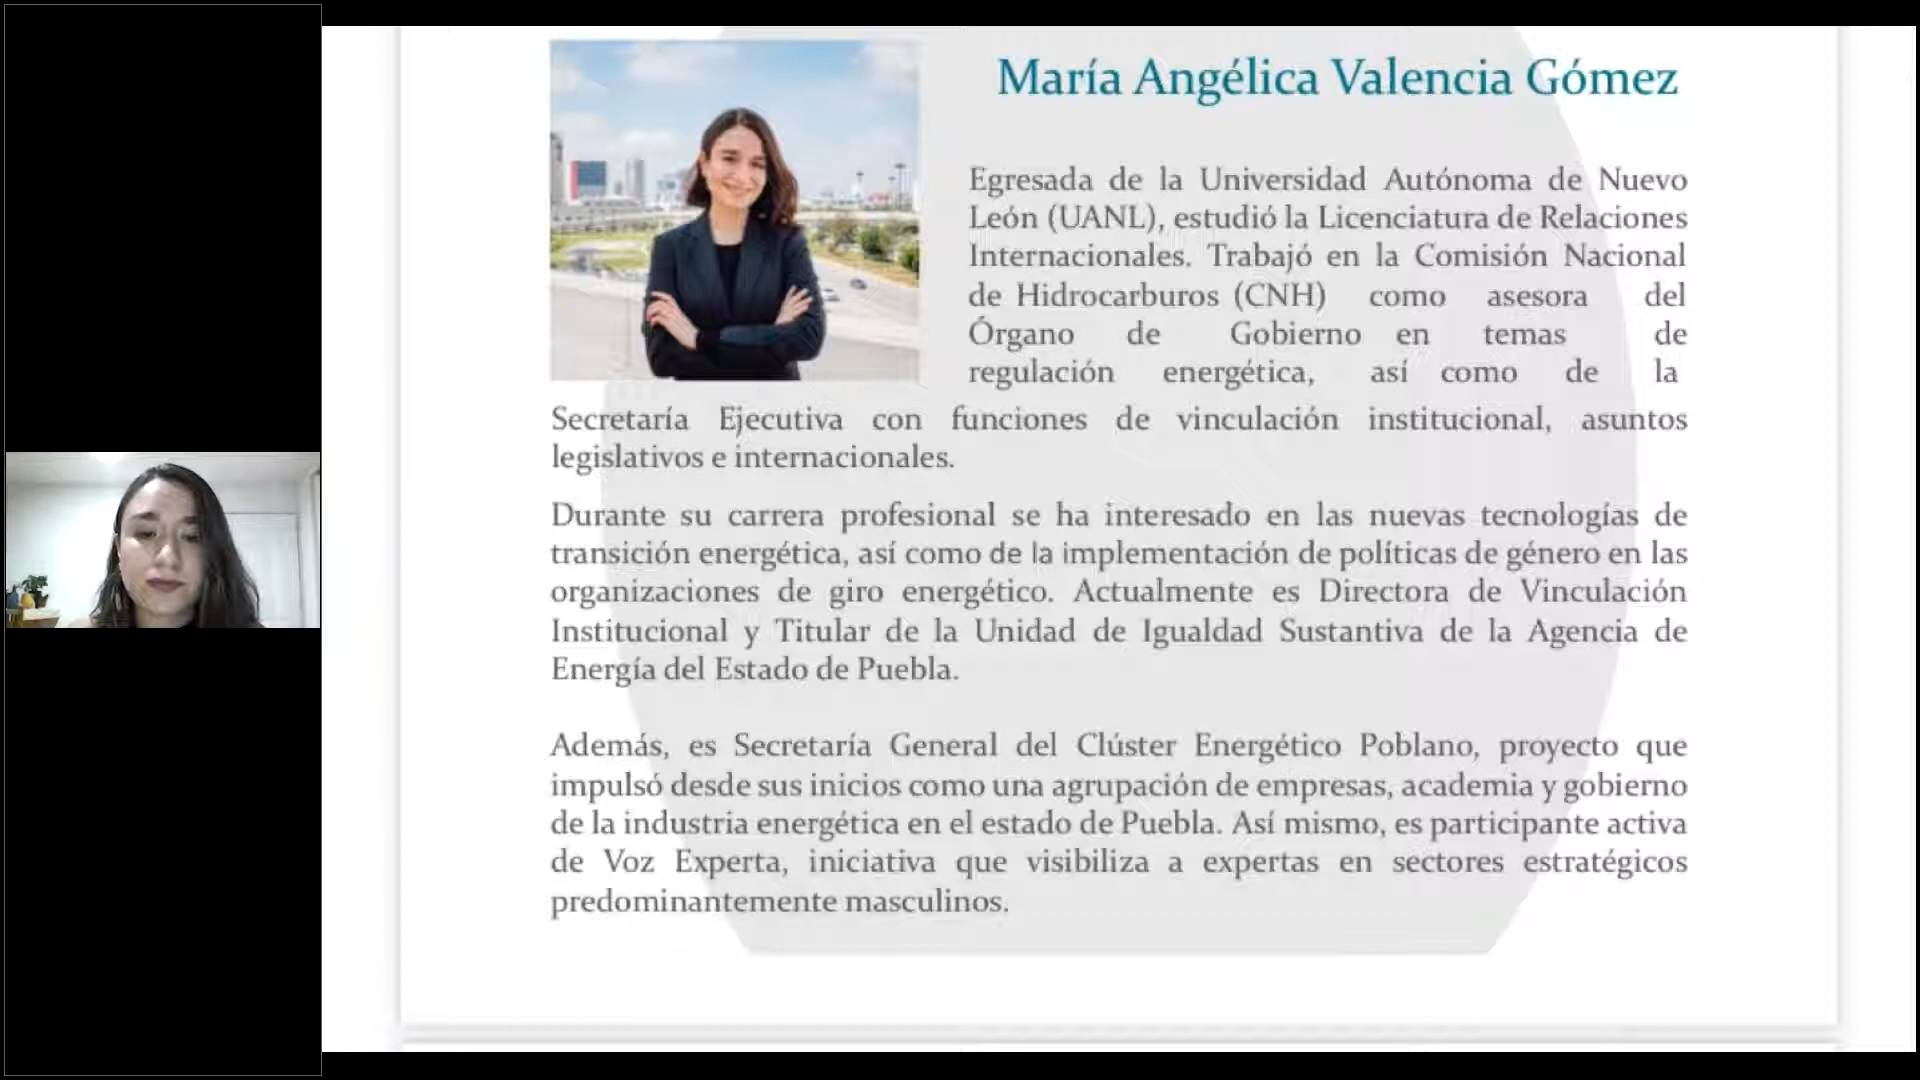 María Angélica Valencia Gómez
Egresada de la Universidad Autónoma de Nuevo
León (UANL), estudió la Licenciatura de Relaciones
Internacionales. Trabajó en la Comisión Nacional
de Hidrocarburos (CNH) como asesora del
Órgano de Gobierno en temas de
regulación energética, así como de la
Secretaría Ejecutiva con funciones de vinculación institucional, asuntos
legislativos e internacionales.
Durante su carrera profesional se ha interesado en las nuevas tecnologías de
transición energética, así como de la implementación de políticas de género en las
organizaciones de giro energético. Actualmente es Directora de Vinculación
Institucional y Titular de la Unidad de Igualdad Sustantiva de la Agencia de
Energía del Estado de Puebla.
Además, es Secretaría General del Clúster Energético Poblano, proyecto que
impulsó desde sus inicios como una agrupación de empresas, academia y gobierno
de la industria energética en el estado de Puebla. Así mismo, es participante activa
de Voz Experta, iniciativa que visibiliza a expertas en sectores estratégicos
predominantemente masculinos.